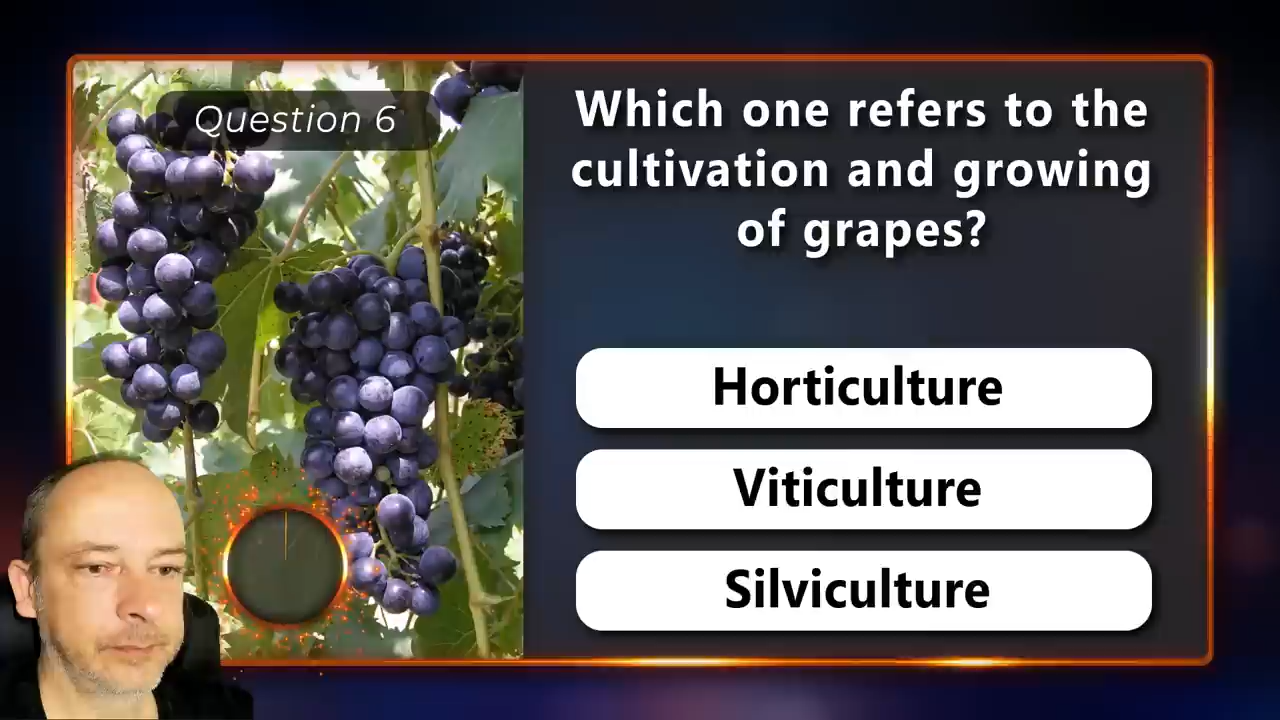 Question 6
Which one refers to the
cultivation and growing
of grapes?
Horticulture
Viticulture
Silviculture